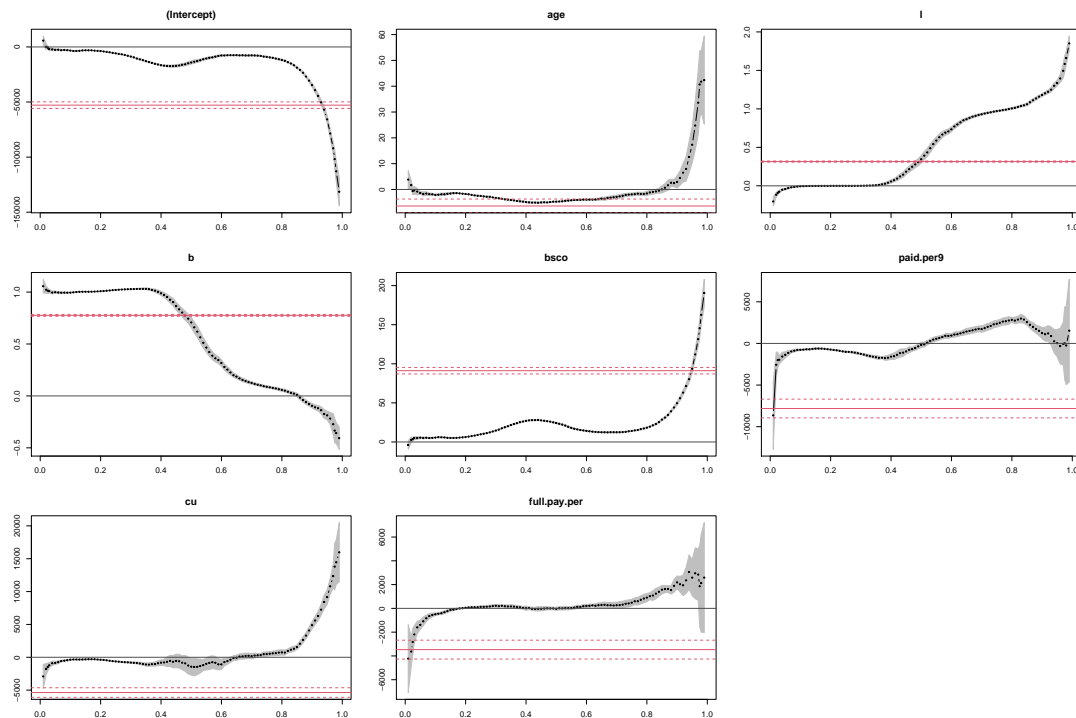 (Intercept)
−150000 −100000 −50000 0
0.0 0.2 0.4 0.6 0.8 1.0
age
0 10 20 30 40 50 60
0.0 0.2 0.4 0.6 0.8 1.0
l
0.0 0.5 1.0 1.5 2.0
0.0 0.2 0.4 0.6 0.8 1.0
b
−0.5 0.0 0.5 1.0
0.0 0.2 0.4 0.6 0.8 1.0
bsco
0 50 100 150 200
0.0 0.2 0.4 0.6 0.8 1.0
paid.per9
−10000 −5000 0 5000
0.0 0.2 0.4 0.6 0.8 1.0
cu
−5000 0 5000 10000 15000 20000
0.0 0.2 0.4 0.6 0.8 1.0
full.pay.per
−6000 −2000 0 2000 6000
0.0 0.2 0.4 0.6 0.8 1.0